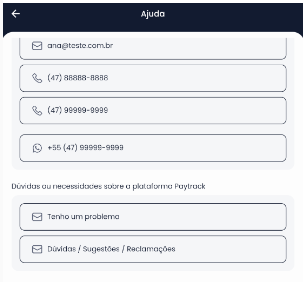 Ajuda
ana@teste.com.br
(47) 88888-8888
(47) 99999-9999
+55 (47) 99999-9999
Dúvidas ou necessidades sobre a plataforma Paytrack
Tenho um problema
Dúvidas / Sugestões / Reclamações